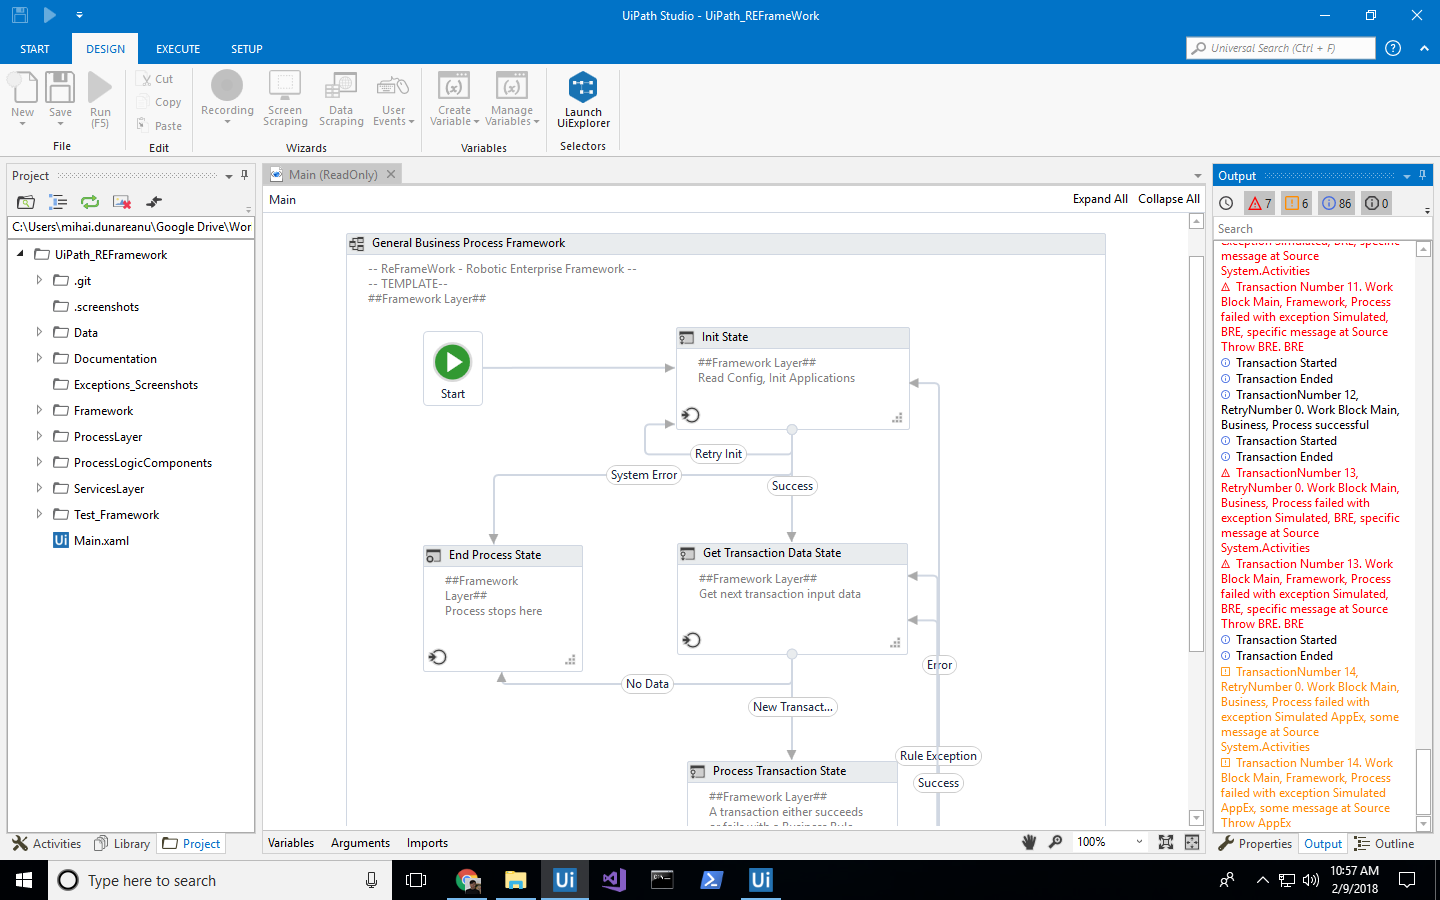 UiPath Studio - UiPath_REFrameWork
START
DESIGN
EXECUTE
SETUP
Universal Search (Ctrl + F)
New
Save
Run
(F5)
File
Cut
Copy
Paste
Edit
Recording
Screen
Scraping
Data
Scraping
User
Events
Wizards
Create
Variable
Manage
Variables
Variables
Launch
UiExplorer
Selectors
Project
C:\Users\mihai.dunareanu\Google Drive\Wor
UiPath_REFramework
.git
.screenshots
Data
Documentation
Exceptions_Screenshots
Framework
ProcessLayer
ProcessLogicComponents
ServicesLayer
Test_Framework
Main.xaml
Activities
Library
Project
Main (ReadOnly)
Main
Expand All
Collapse All
General Business Process Framework
-- ReFrameWork - Robotic Enterprise Framework --
-- TEMPLATE--
##Framework Layer##
Start
Init State
##Framework Layer##
Read Config, Init Applications
Retry Init
System Error
Success
End Process State
##Framework
Layer##
Process stops here
Get Transaction Data State
##Framework Layer##
Get next transaction input data
Error
No Data
New Transact...
Rule Exception
Success
Process Transaction State
##Framework Layer##
A transaction either succeeds
or fails with a Business Rule
Variables
Arguments
Imports
100%
Output
7
6
86
0
Search
exception Simulated, BRE, specific
message at Source
System.Activities
Transaction Number 11. Work
Block Main, Framework, Process
failed with exception Simulated,
BRE, specific message at Source
Throw BRE. BRE
Transaction Started
Transaction Ended
TransactionNumber 12,
RetryNumber 0. Work Block Main,
Business, Process successful
Transaction Started
Transaction Ended
TransactionNumber 13,
RetryNumber 0. Work Block Main,
Business, Process failed with
exception Simulated, BRE, specific
message at Source
System.Activities
Transaction Number 13. Work
Block Main, Framework, Process
failed with exception Simulated,
BRE, specific message at Source
Throw BRE. BRE
Transaction Started
Transaction Ended
TransactionNumber 14,
RetryNumber 0. Work Block Main,
Business, Process failed with
exception Simulated AppEx, some
message at Source
System.Activities
Transaction Number 14. Work
Block Main, Framework, Process
failed with exception Simulated
AppEx, some message at Source
Throw AppEx
Properties
Output
Outline
Type here to search
Ui
Ui
10:57 AM
2/9/2018